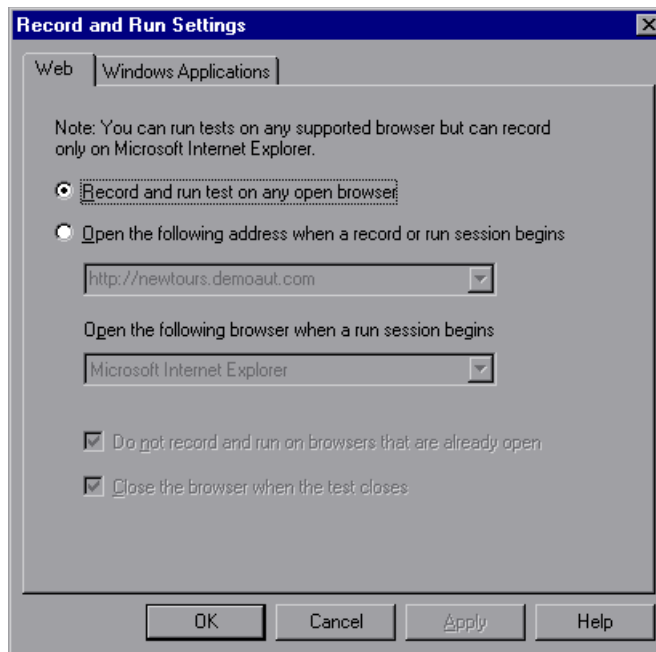 Record and Run Settings
Web
Windows Applications
Note: You can run tests on any supported browser but can record
only on Microsoft Internet Explorer.
Record and run test on any open browser
Open the following address when a record or run session begins
http://newtours.demoaut.com
Open the following browser when a run session begins
Microsoft Internet Explorer
Do not record and run on browsers that are already open
Close the browser when the test closes
OK
Cancel
Apply
Help